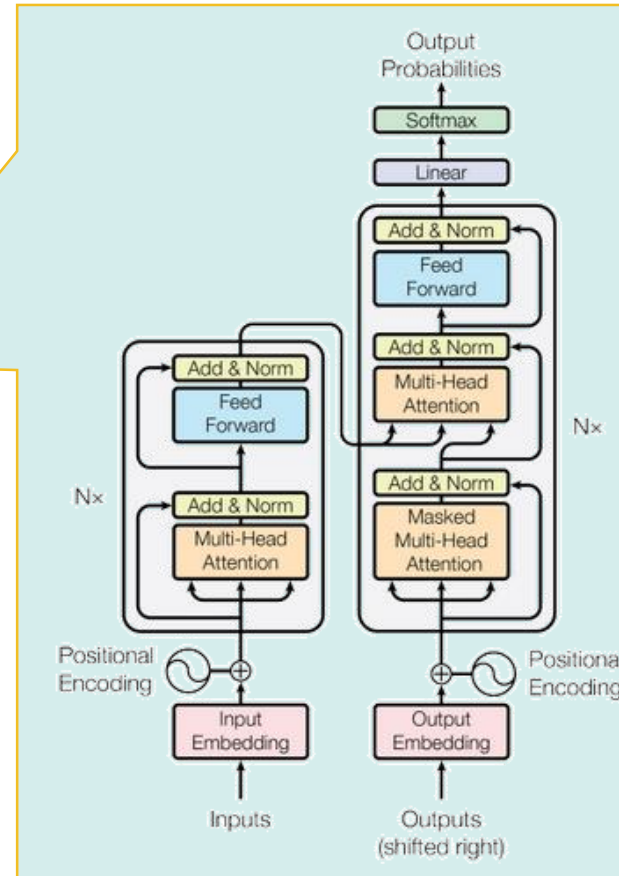 Output
Probabilities
Softmax
Linear
Add & Norm
Feed
Forward
Add & Norm
Multi-Head
Attention
Add & Norm
Masked
Multi-Head
Attention
Nx
Positional
Encoding
Output
Embedding
Outputs
(shifted right)
Add & Norm
Feed
Forward
Add & Norm
Multi-Head
Attention
Nx
Positional
Encoding
Input
Embedding
Inputs